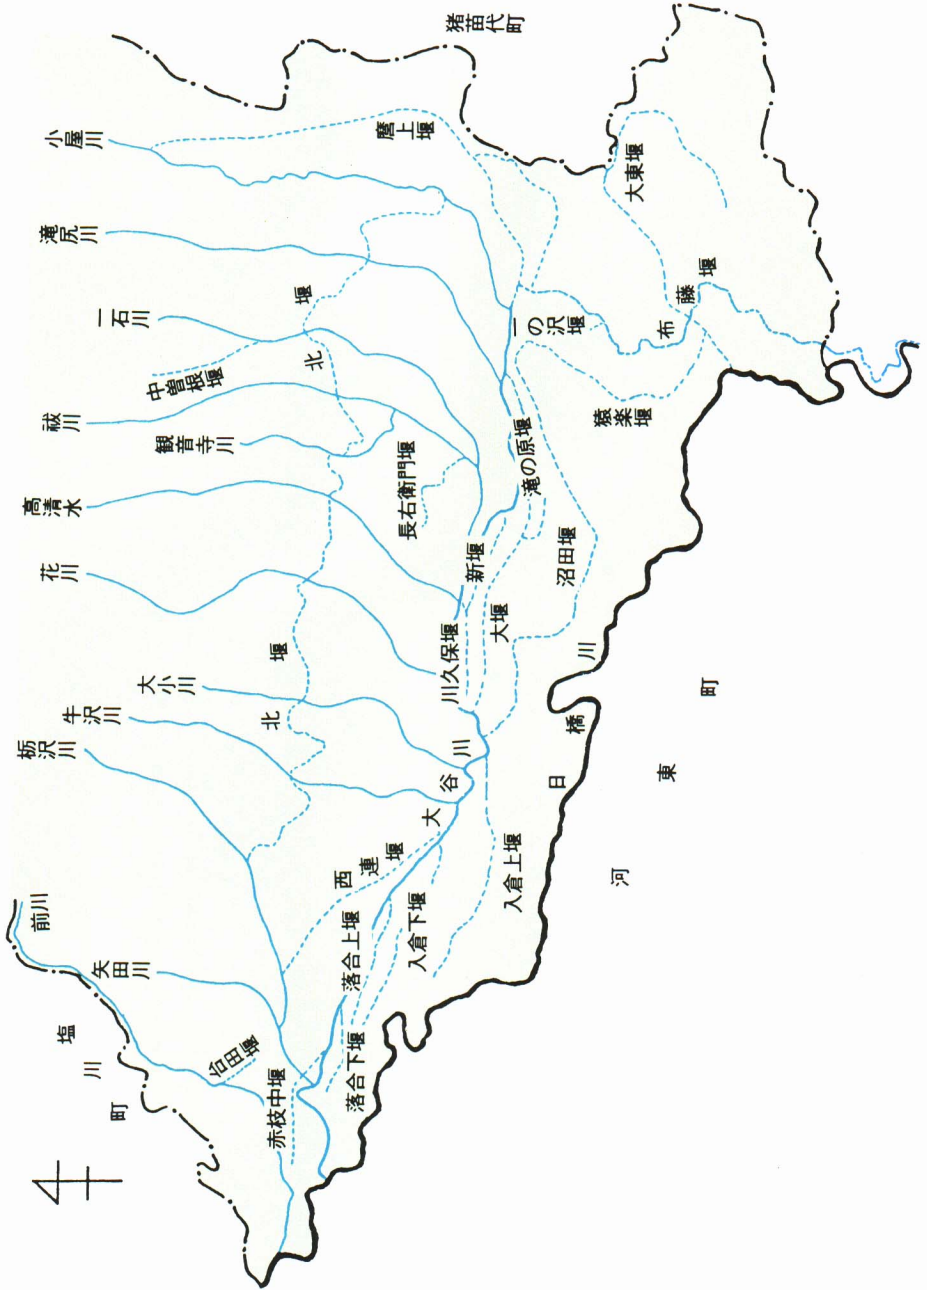 猪苗代町
小屋川
滝尻川
一石川
中曽根堰
祓川
観音寺川
高清水
花川
大小川
牛沢川
栃沢川
前川
矢田川
塩川町
磨上堰
北堰
北堰
大東堰
布藤堰
一の沢堰
猿楽堰
長右衛門堰
滝の原堰
新堰
沼田堰
大堰
川久保堰
大谷川
日橋川
河東町
西連堰
入倉上堰
入倉下堰
落合上堰
落合下堰
台田堰
赤枝中堰